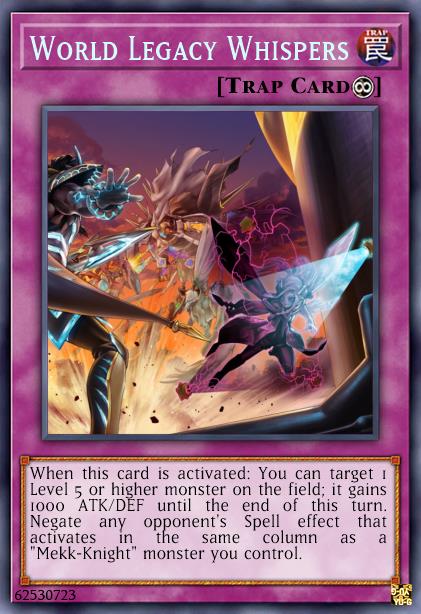 WORLD LEGACY WHISPERS
TRAP
罠
[TRAP CARD]
When this card is activated: You can target 1
Level 5 or higher monster on the field; it gains
1000 ATK/DEF until the end of this turn.
Negate any opponent's Spell effect that
activates in the same column as a
"Mekk-Knight" monster you control.
62530723